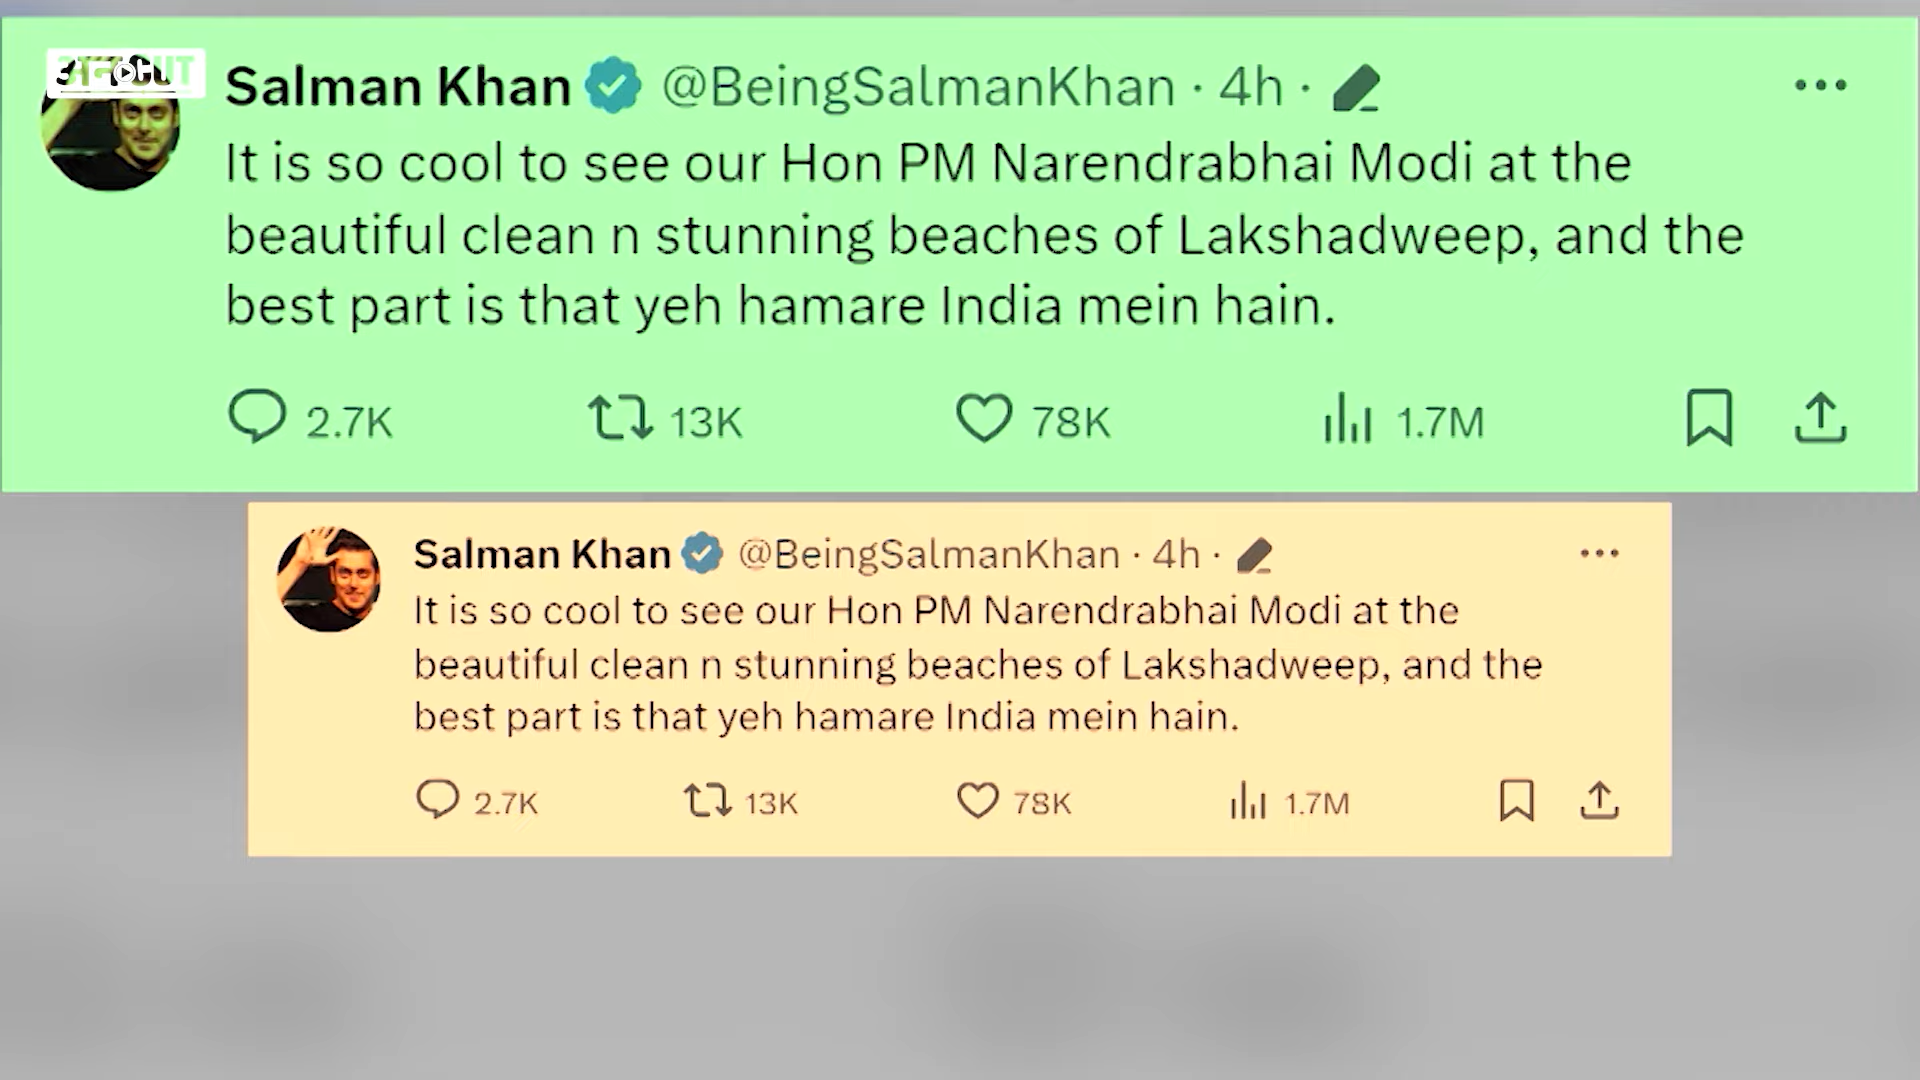 Salman Khan @BeingSalmanKhan · 4h ·
It is so cool to see our Hon PM Narendrabhai Modi at the
beautiful clean n stunning beaches of Lakshadweep, and the
best part is that yeh hamare India mein hain.
2.7K 13K 78K 1.7M
Salman Khan @BeingSalmanKhan · 4h ·
It is so cool to see our Hon PM Narendrabhai Modi at the
beautiful clean n stunning beaches of Lakshadweep, and the
best part is that yeh hamare India mein hain.
2.7K 13K 78K 1.7M